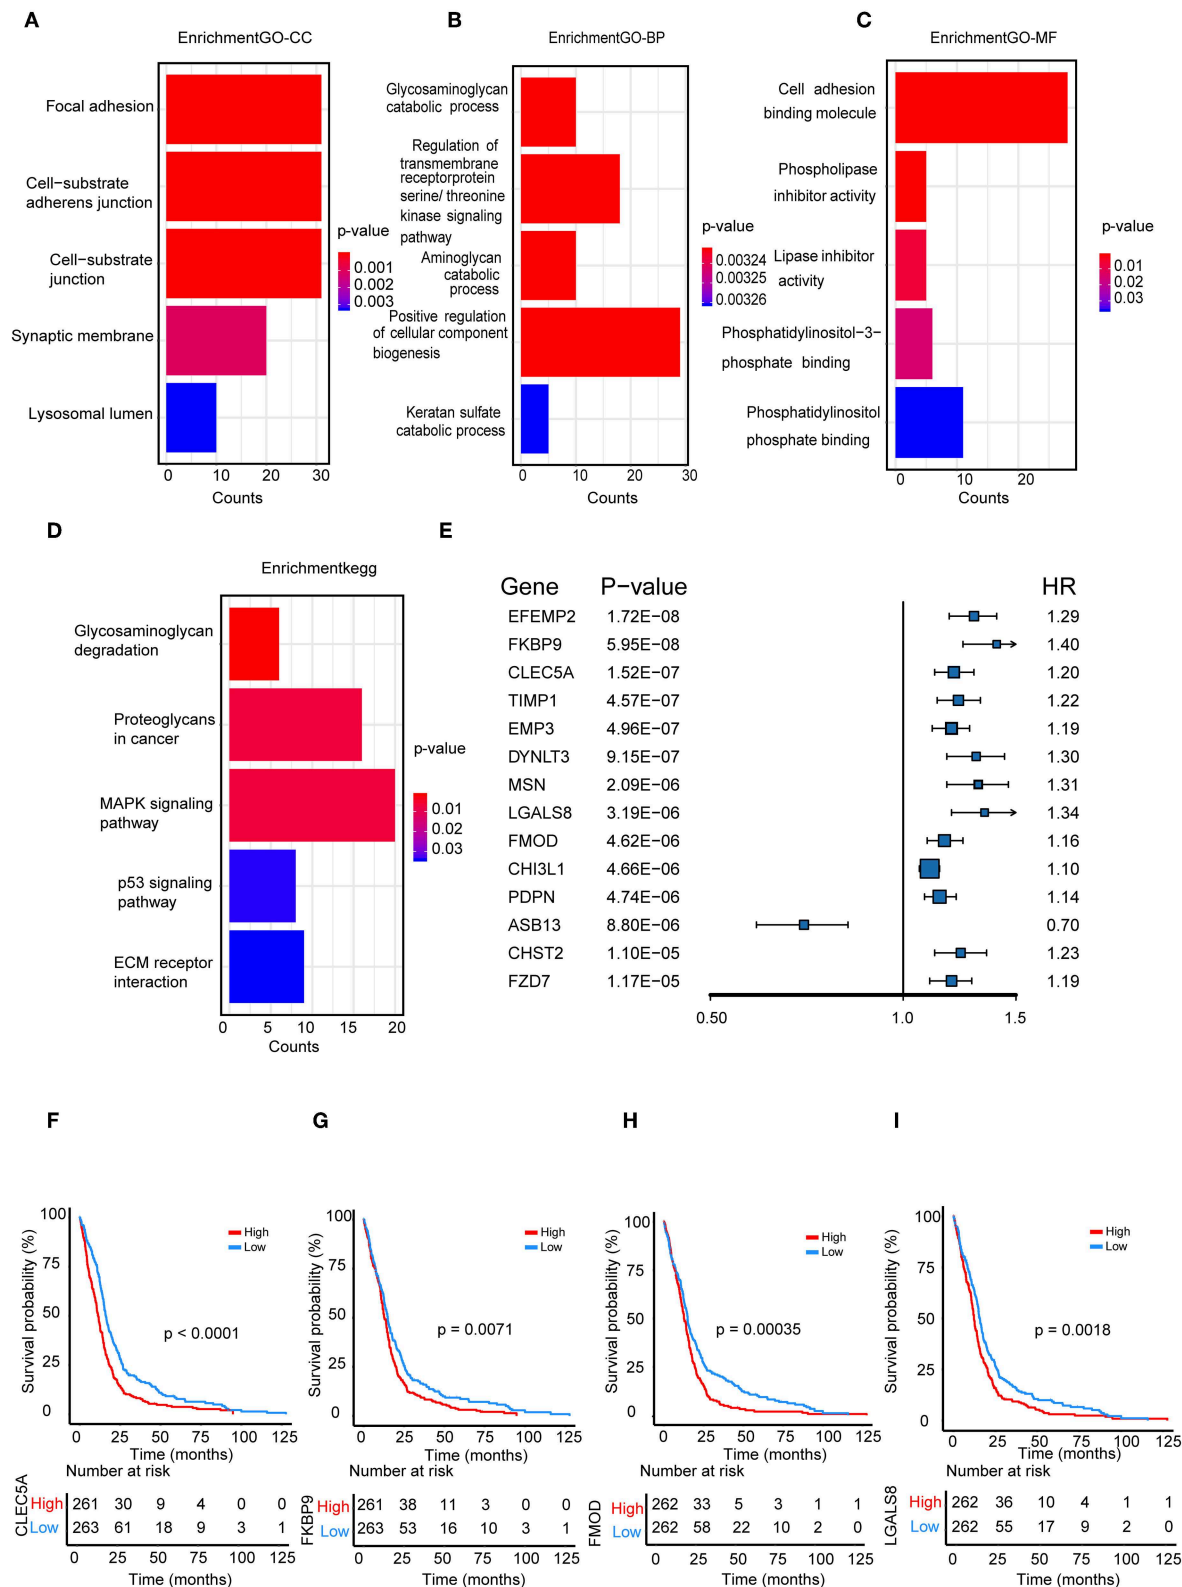 A
EnrichmentGO-CC
Focal adhesion
Cell−substrate
adherens junction
Cell−substrate
junction
Synaptic membrane
Lysosomal lumen
0 10 20 30
Counts
p-value
0.001
0.002
0.003
B
EnrichmentGO-BP
Glycosaminoglycan
catabolic process
Regulation of
transmembrane
receptorprotein
serine/ threonine
kinase signaling
pathway
Aminoglycan
catabolic
process
Positive regulation
of cellular component
biogenesis
Keratan sulfate
catabolic process
0 10 20 30
Counts
p-value
0.00324
0.00325
0.00326
C
EnrichmentGO-MF
Cell adhesion
binding molecule
Phospholipase
inhibitor activity
Lipase inhibitor
activity
Phosphatidylinositol−3−
phosphate binding
Phosphatidylinositol
phosphate binding
0 10 20
Counts
p-value
0.01
0.02
0.03
D
Enrichmentkegg
Glycosaminoglycan
degradation
Proteoglycans
in cancer
MAPK signaling
pathway
p53 signaling
pathway
ECM receptor
interaction
0 5 10 15 20
Counts
p-value
0.01
0.02
0.03
E
Gene P−value HR
EFEMP2 1.72E−08 1.29
FKBP9 5.95E−08 1.40
CLEC5A 1.52E−07 1.20
TIMP1 4.57E−07 1.22
EMP3 4.96E−07 1.19
DYNLT3 9.15E−07 1.30
MSN 2.09E−06 1.31
LGALS8 3.19E−06 1.34
FMOD 4.62E−06 1.16
CHI3L1 4.66E−06 1.10
PDPN 4.74E−06 1.14
ASB13 8.80E−06 0.70
CHST2 1.10E−05 1.23
FZD7 1.17E−05 1.19
0.50 1.0 1.5
F
Survival probability (%)
100
75
50
25
0
High
Low
p < 0.0001
0 25 50 75 100 125
Time (months)
Number at risk
CLEC5A
High 261 30 9 4 0 0
Low 263 61 18 9 3 1
0 25 50 75 100 125
Time (months)
G
Survival probability (%)
100
75
50
25
0
High
Low
p = 0.0071
0 25 50 75 100 125
Time (months)
Number at risk
FKBP9
High 261 38 11 3 0 0
Low 263 53 16 10 3 1
0 25 50 75 100 125
Time (months)
H
Survival probability (%)
100
75
50
25
0
High
Low
p = 0.00035
0 25 50 75 100 125
Time (months)
Number at risk
FMOD
High 262 33 5 3 1 1
Low 262 58 22 10 2 0
0 25 50 75 100 125
Time (months)
I
Survival probability (%)
100
75
50
25
0
High
Low
p = 0.0018
0 25 50 75 100 125
Time (months)
Number at risk
LGALS8
High 262 36 10 4 1 1
Low 262 55 17 9 2 0
0 25 50 75 100 125
Time (months)